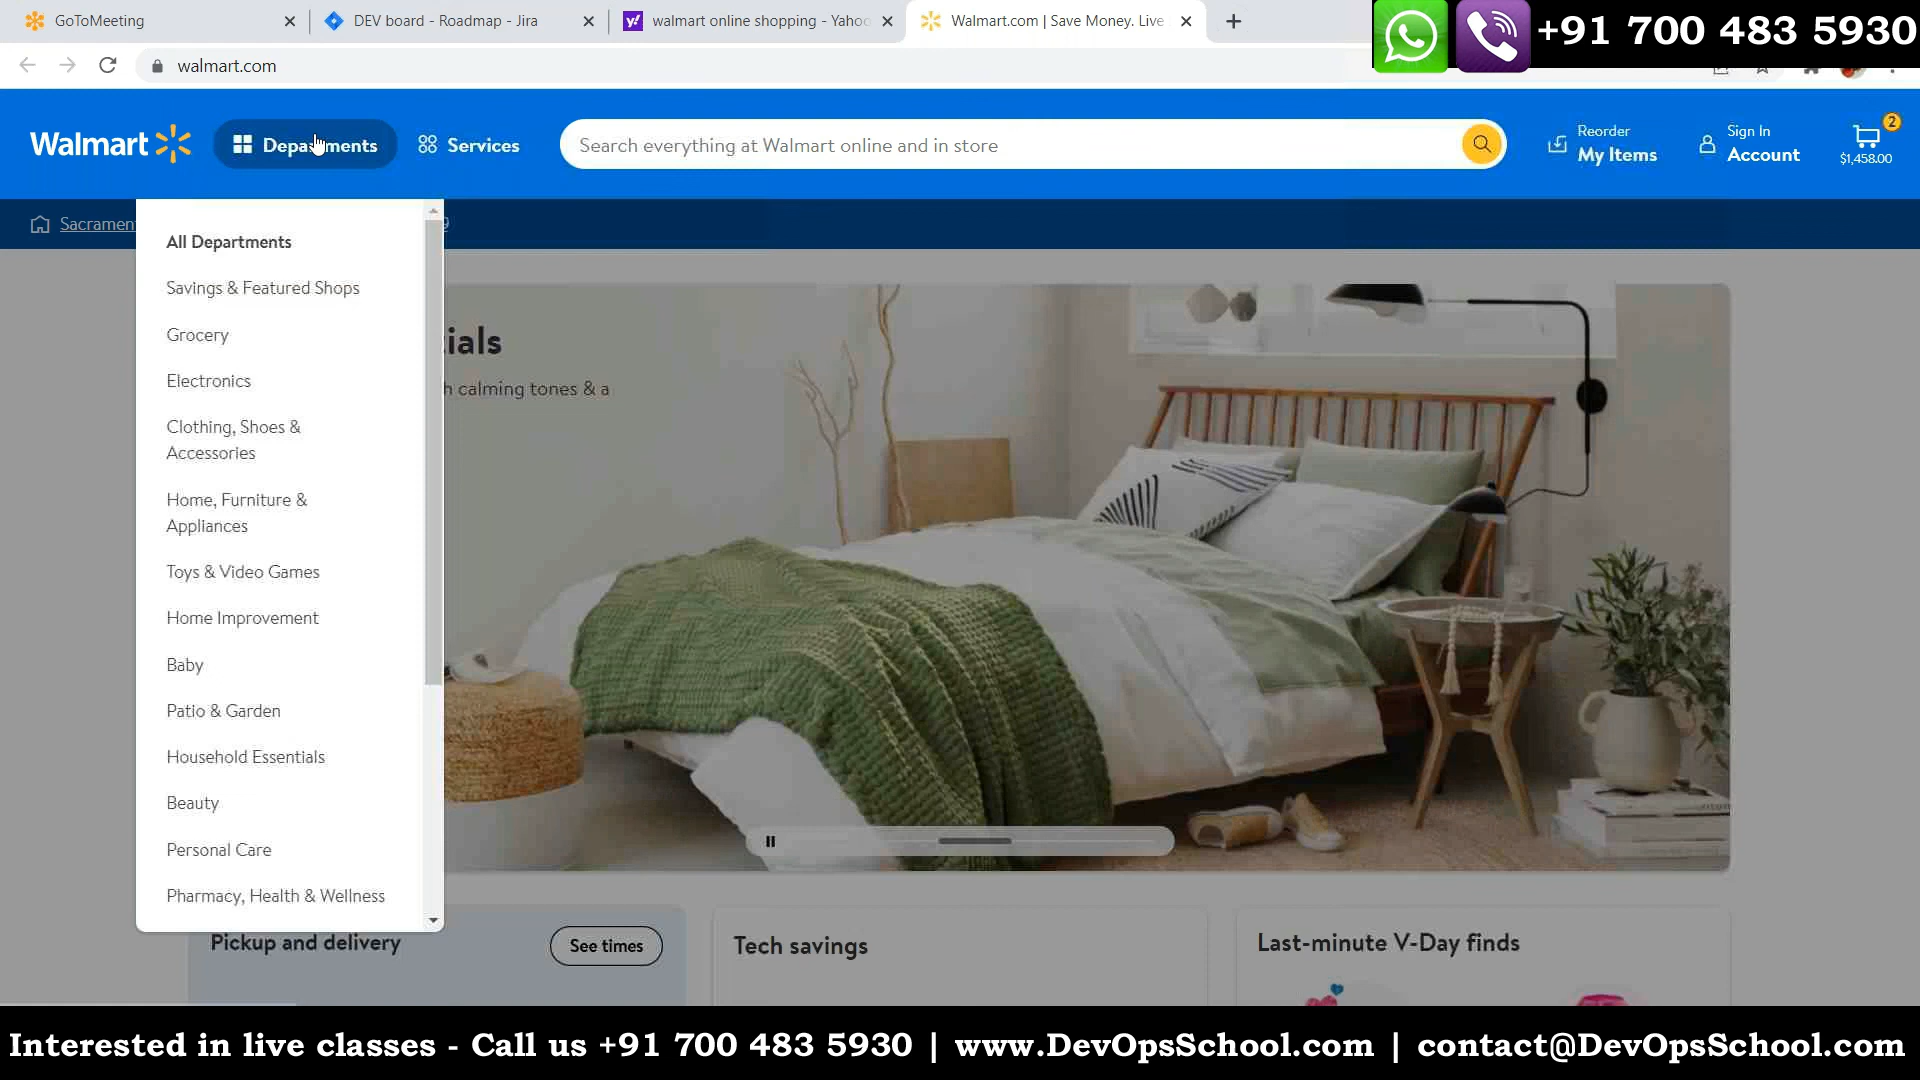 GoToMeeting
DEV board - Roadmap - Jira
walmart online shopping - Yahoo
Walmart.com | Save Money. Live
+91 700 483 5930
walmart.com
Walmart
Departments
Services
Search everything at Walmart online and in store
Reorder
My Items
Sign In
Account
2
$1,458.00
Sacramen
All Departments
Savings & Featured Shops
Grocery
Electronics
Clothing, Shoes &
Accessories
Home, Furniture &
Appliances
Toys & Video Games
Home Improvement
Baby
Patio & Garden
Household Essentials
Beauty
Personal Care
Pharmacy, Health & Wellness
ials
h calming tones & a
Pickup and delivery
See times
Tech savings
Last-minute V-Day finds
Interested in live classes - Call us +91 700 483 5930 | www.DevOpsSchool.com | contact@DevOpsSchool.com